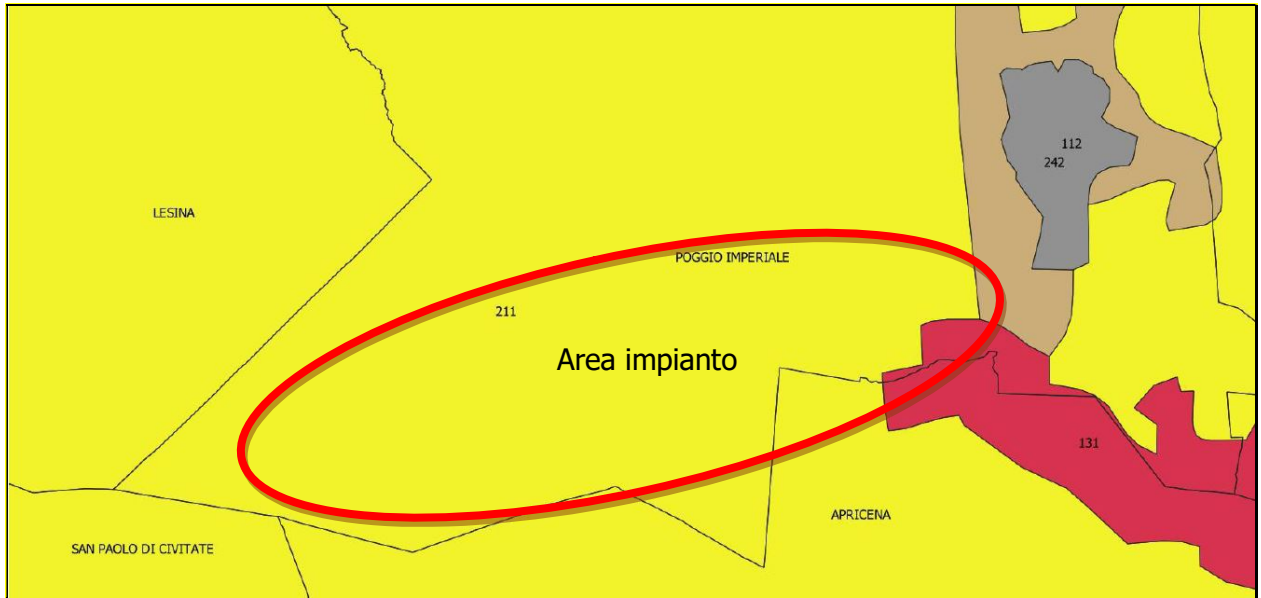 112
242
LESINA
POGGIO IMPERIALE
211
Area impianto
131
APRICENA
SAN PAOLO DI CIVITATE